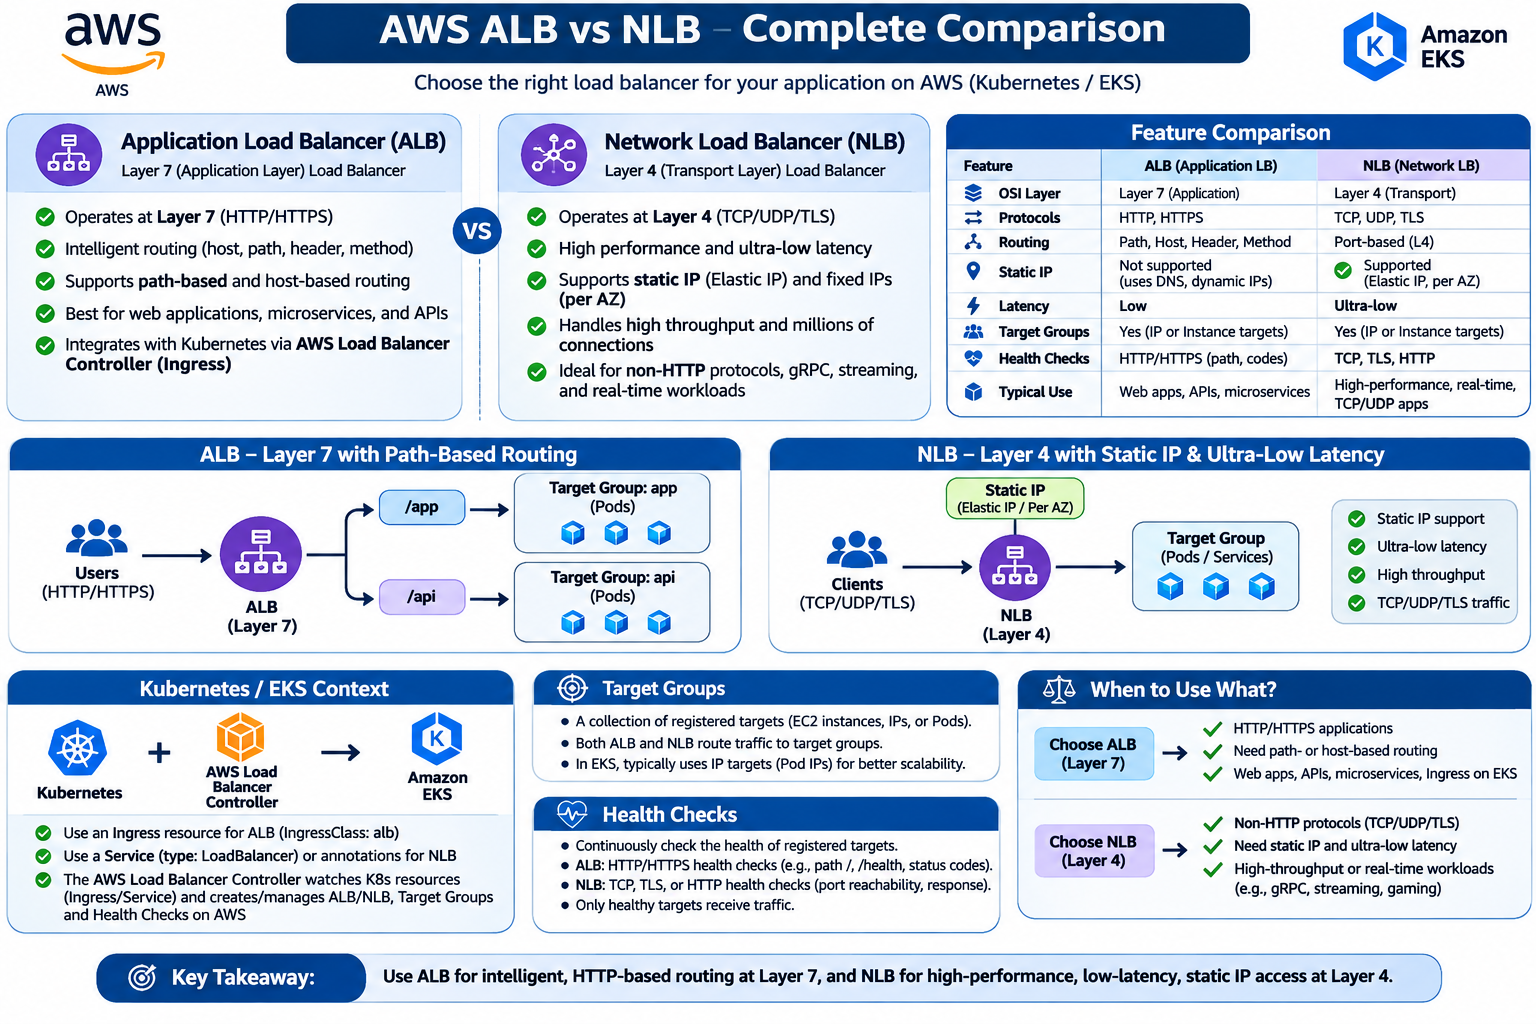 aws
AWS
AWS ALB vs NLB – Complete Comparison
Choose the right load balancer for your application on AWS (Kubernetes / EKS)
K
Amazon
EKS
Application Load Balancer (ALB)
Layer 7 (Application Layer) Load Balancer
Operates at Layer 7 (HTTP/HTTPS)
Intelligent routing (host, path, header, method)
Supports path-based and host-based routing
Best for web applications, microservices, and APIs
Integrates with Kubernetes via AWS Load Balancer
Controller (Ingress)
VS
Network Load Balancer (NLB)
Layer 4 (Transport Layer) Load Balancer
Operates at Layer 4 (TCP/UDP/TLS)
High performance and ultra-low latency
Supports static IP (Elastic IP) and fixed IPs
(per AZ)
Handles high throughput and millions of
connections
Ideal for non-HTTP protocols, gRPC, streaming,
and real-time workloads
Feature Comparison
Feature ALB (Application LB) NLB (Network LB)
OSI Layer Layer 7 (Application) Layer 4 (Transport)
Protocols HTTP, HTTPS TCP, UDP, TLS
Routing Path, Host, Header, Method Port-based (L4)
Static IP Not supported Supported
(uses DNS, dynamic IPs) (Elastic IP, per AZ)
Latency Low Ultra-low
Target Groups Yes (IP or Instance targets) Yes (IP or Instance targets)
Health Checks HTTP/HTTPS (path, codes) TCP, TLS, HTTP
Typical Use Web apps, APIs, microservices High-performance, real-time,
TCP/UDP apps
ALB – Layer 7 with Path-Based Routing
Users
(HTTP/HTTPS)
ALB
(Layer 7)
/app
Target Group: app
(Pods)
/api
Target Group: api
(Pods)
NLB – Layer 4 with Static IP & Ultra-Low Latency
Clients
(TCP/UDP/TLS)
Static IP
(Elastic IP / Per AZ)
NLB
(Layer 4)
Target Group
(Pods / Services)
Static IP support
Ultra-low latency
High throughput
TCP/UDP/TLS traffic
Kubernetes / EKS Context
Kubernetes
+
AWS Load
Balancer
Controller
K
Amazon
EKS
Use an Ingress resource for ALB (IngressClass: alb)
Use a Service (type: LoadBalancer) or annotations for NLB
The AWS Load Balancer Controller watches K8s resources
(Ingress/Service) and creates/manages ALB/NLB, Target Groups
and Health Checks on AWS
Target Groups
• A collection of registered targets (EC2 instances, IPs, or Pods).
• Both ALB and NLB route traffic to target groups.
• In EKS, typically uses IP targets (Pod IPs) for better scalability.
Health Checks
• Continuously check the health of registered targets.
• ALB: HTTP/HTTPS health checks (e.g., path /, /health, status codes).
• NLB: TCP, TLS, or HTTP health checks (port reachability, response).
• Only healthy targets receive traffic.
When to Use What?
Choose ALB
(Layer 7)
HTTP/HTTPS applications
Need path- or host-based routing
Web apps, APIs, microservices, Ingress on EKS
Choose NLB
(Layer 4)
Non-HTTP protocols (TCP/UDP/TLS)
Need static IP and ultra-low latency
High-throughput or real-time workloads
(e.g., gRPC, streaming, gaming)
Key Takeaway:
Use ALB for intelligent, HTTP-based routing at Layer 7, and NLB for high-performance, low-latency, static IP access at Layer 4.